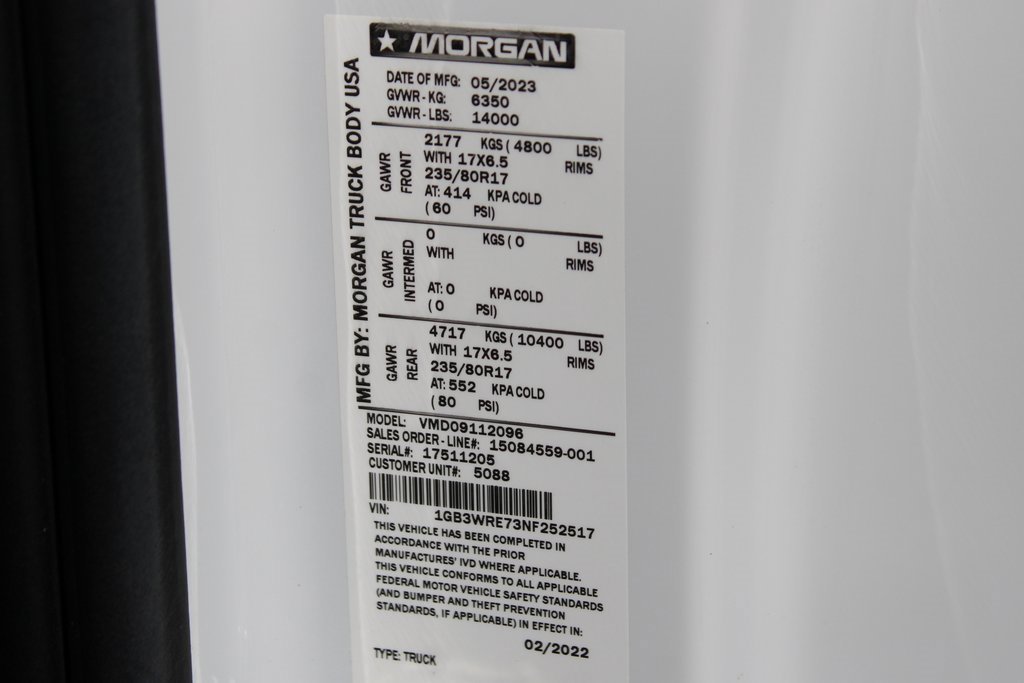 MORGAN
MFG BY: MORGAN TRUCK BODY USA
DATE OF MFG: 05/2023
GVWR - KG: 6350
GVWR - LBS: 14000
GAWR FRONT
2177 KGS ( 4800 LBS)
WITH 17X6.5 RIMS
235/80R17
AT: 414 KPA COLD
( 60 PSI)
GAWR INTERMED
0 KGS ( 0 LBS)
WITH RIMS
AT: 0 KPA COLD
( 0 PSI)
GAWR REAR
4717 KGS ( 10400 LBS)
WITH 17X6.5 RIMS
235/80R17
AT: 552 KPA COLD
( 80 PSI)
MODEL: VMD09112096
SALES ORDER - LINE#: 15084559-001
SERIAL#: 17511205
CUSTOMER UNIT#: 5088
VIN: 1GB3WRE73NF252517
THIS VEHICLE HAS BEEN COMPLETED IN
ACCORDANCE WITH THE PRIOR
MANUFACTURES' IVD WHERE APPLICABLE.
THIS VEHICLE CONFORMS TO ALL APPLICABLE
FEDERAL MOTOR VEHICLE SAFETY STANDARDS
(AND BUMPER AND THEFT PREVENTION
STANDARDS, IF APPLICABLE) IN EFFECT IN:
02/2022
TYPE: TRUCK